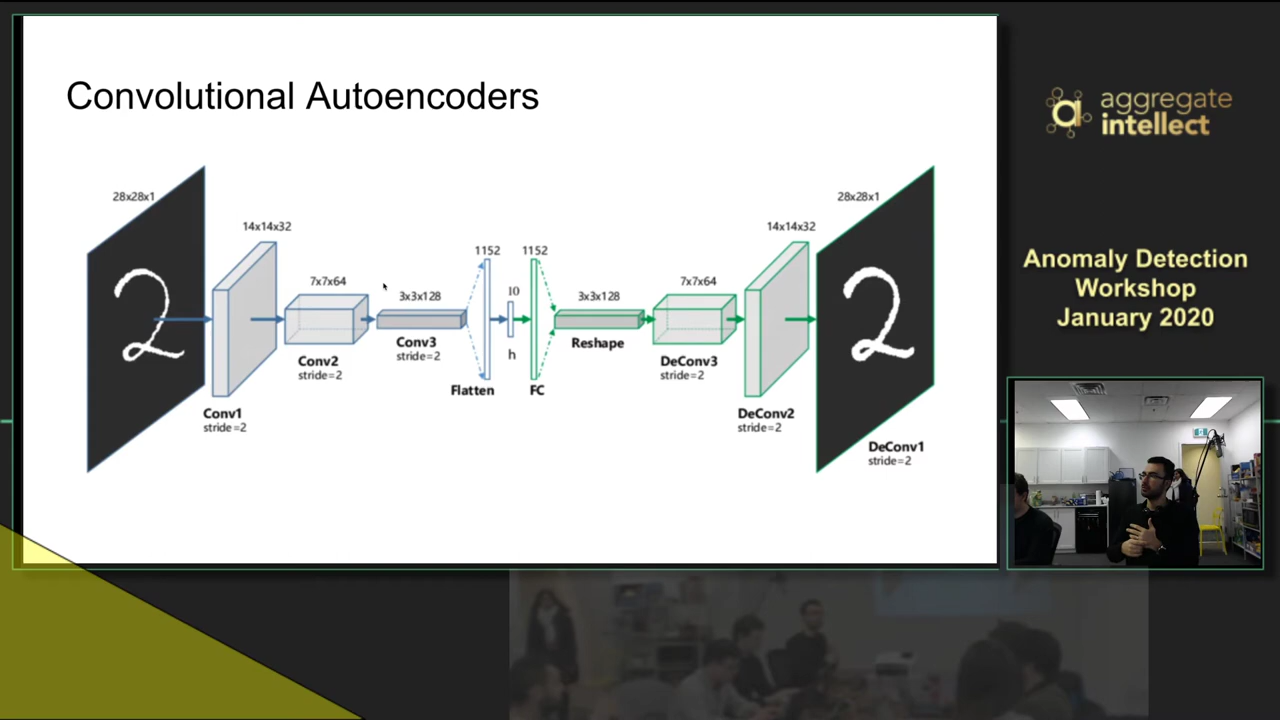 Convolutional Autoencoders
28x28x1
14x14x32
7x7x64
3x3x128
1152
10
1152
3x3x128
7x7x64
14x14x32
28x28x1
Conv1
stride=2
Conv2
stride=2
Conv3
stride=2
Flatten
h
FC
Reshape
DeConv3
stride=2
DeConv2
stride=2
DeConv1
stride=2
aggregate
intellect
Anomaly Detection
Workshop
January 2020